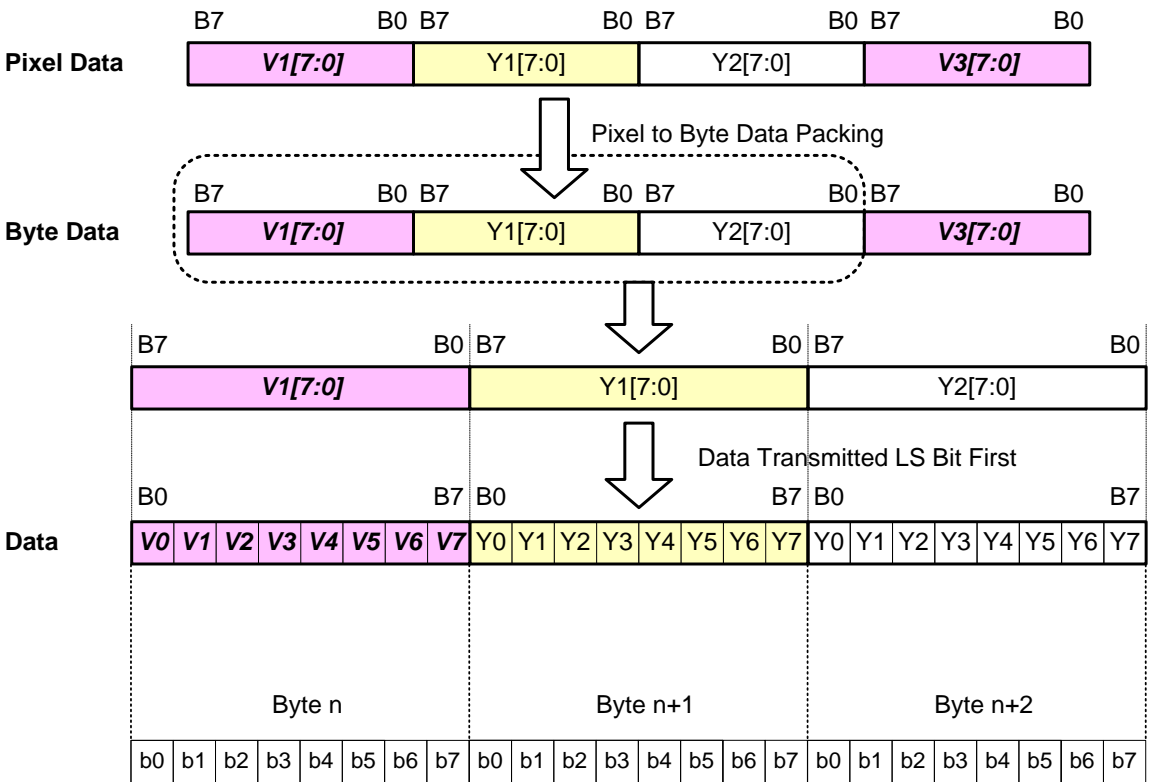 B7 B0 B7 B0 B7 B0 B7 B0
Pixel Data V1[7:0] Y1[7:0] Y2[7:0] V3[7:0]
Pixel to Byte Data Packing
B7 B0 B7 B0 B7 B0 B7 B0
Byte Data V1[7:0] Y1[7:0] Y2[7:0] V3[7:0]
B7 B0 B7 B0 B7 B0
V1[7:0] Y1[7:0] Y2[7:0]
Data Transmitted LS Bit First
B0 B7 B0 B7 B0 B7
Data V0 V1 V2 V3 V4 V5 V6 V7 Y0 Y1 Y2 Y3 Y4 Y5 Y6 Y7 Y0 Y1 Y2 Y3 Y4 Y5 Y6 Y7
Byte n Byte n+1 Byte n+2
b0 b1 b2 b3 b4 b5 b6 b7 b0 b1 b2 b3 b4 b5 b6 b7 b0 b1 b2 b3 b4 b5 b6 b7